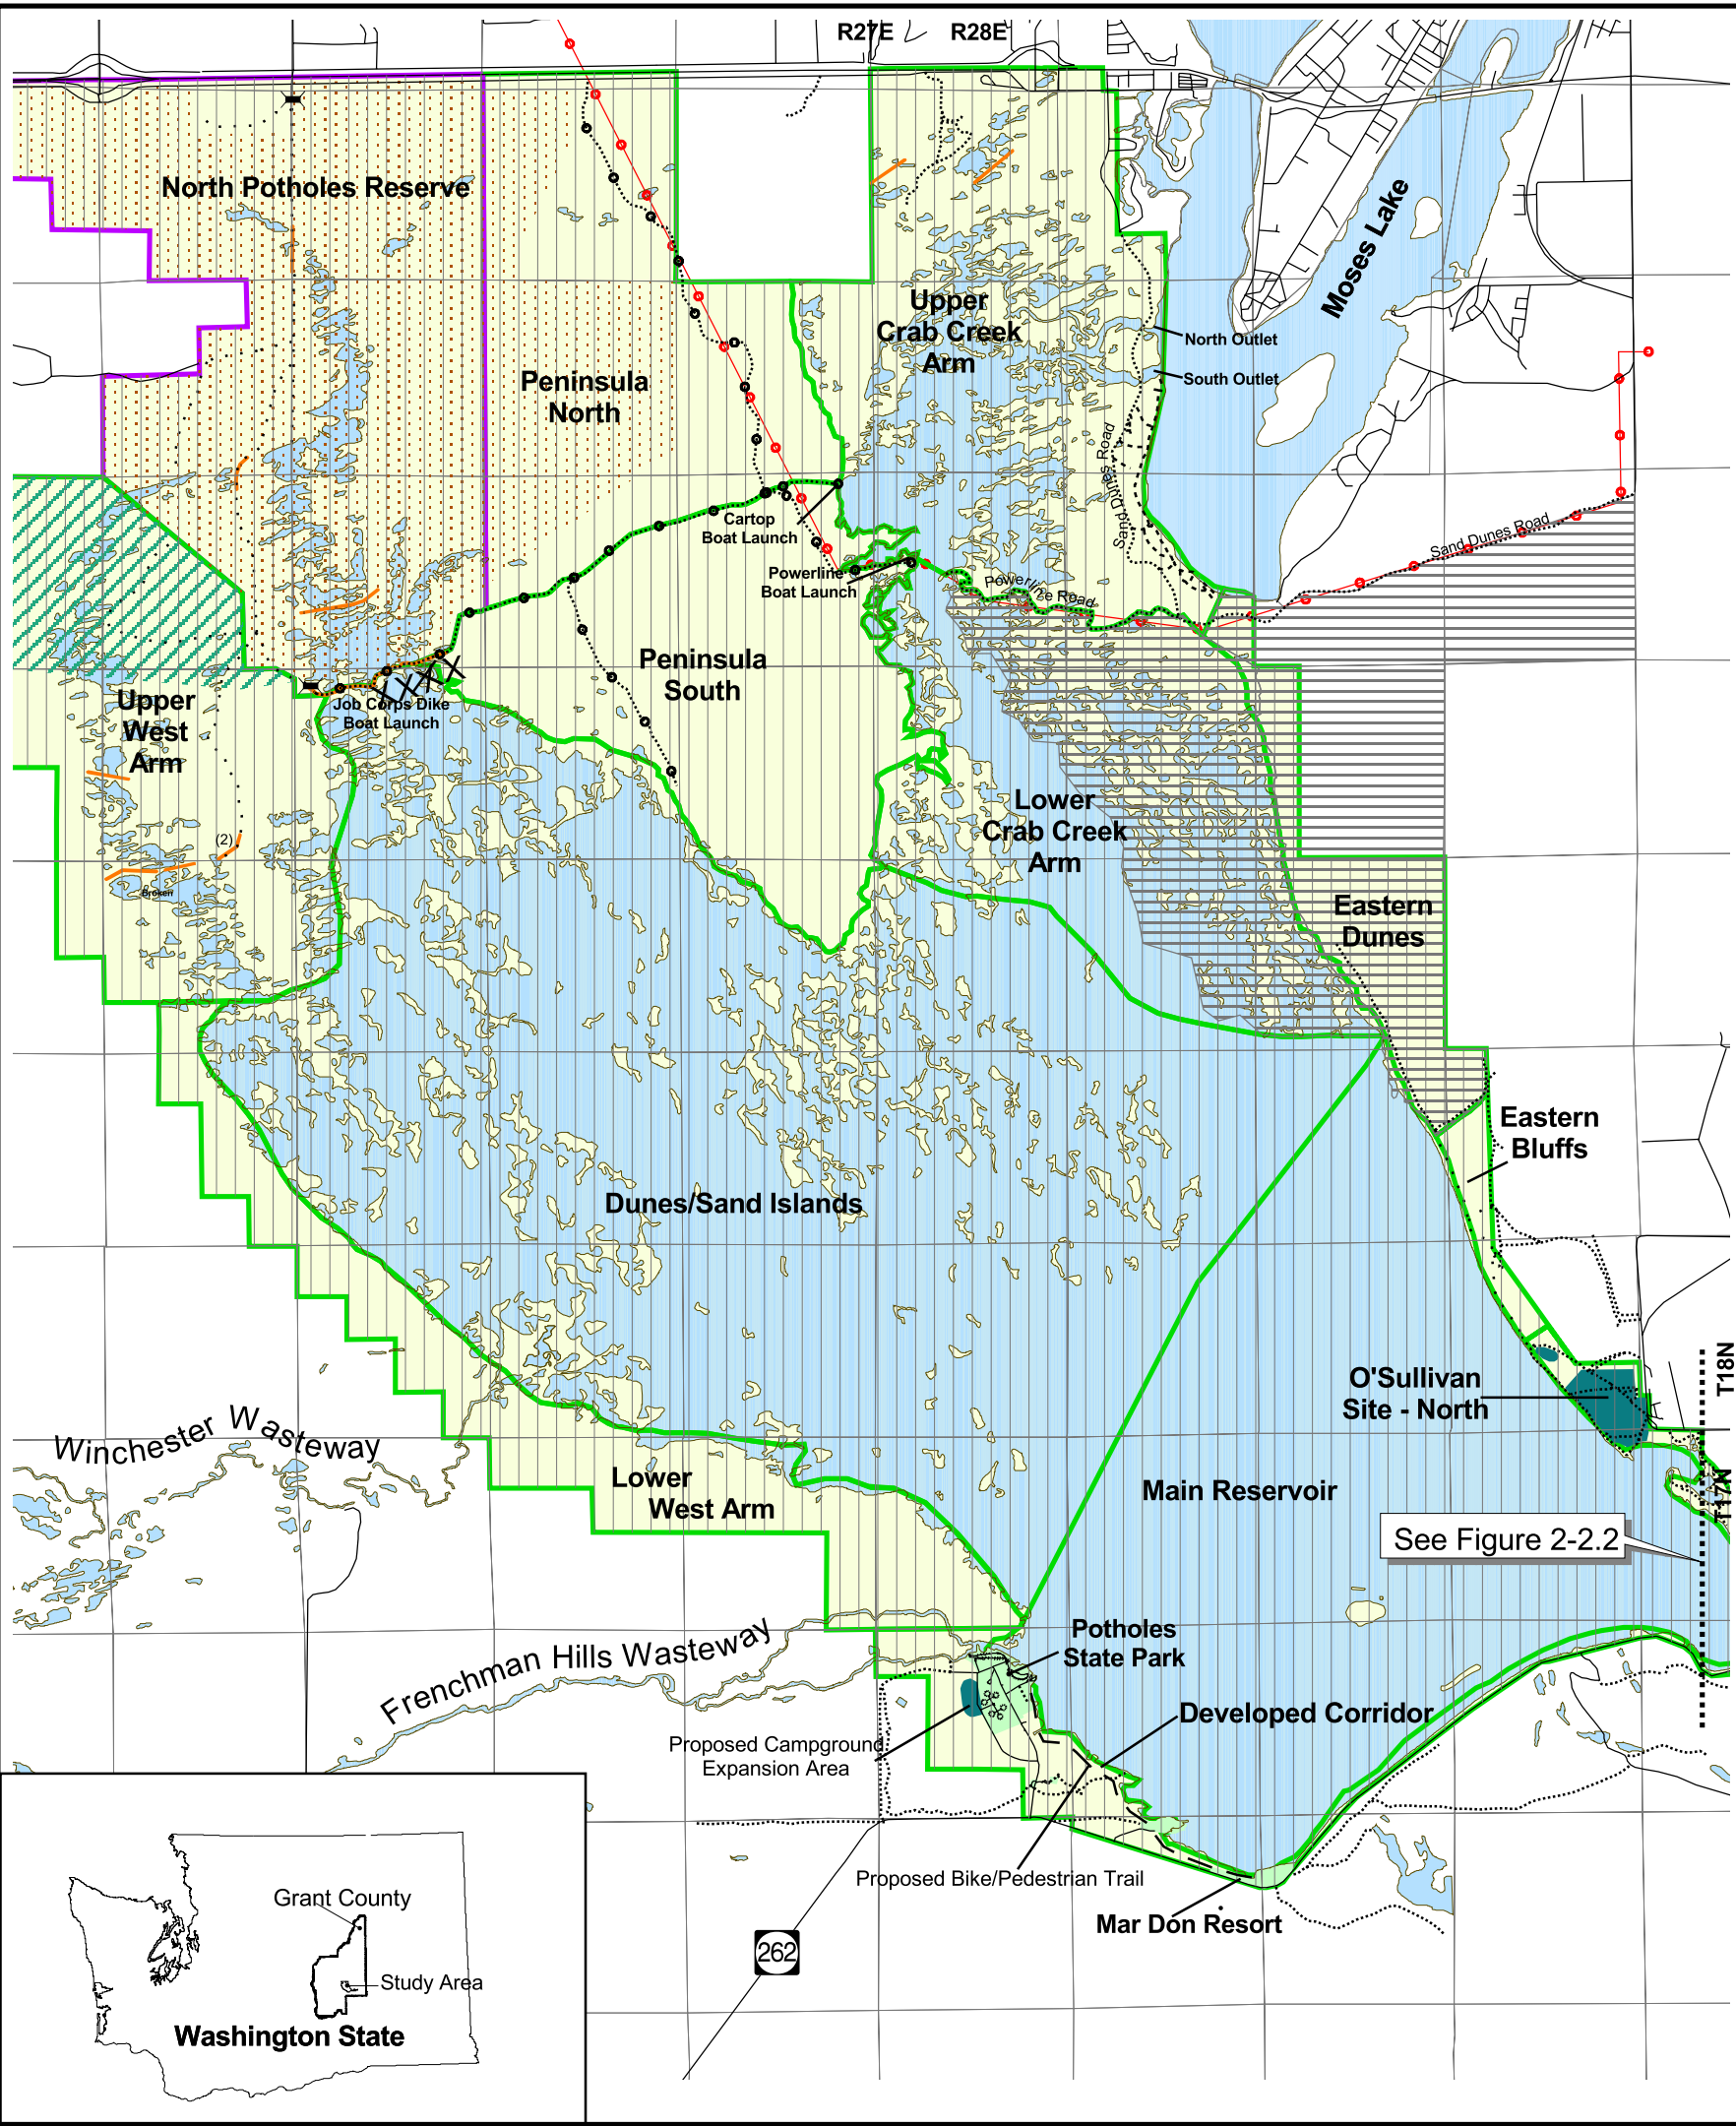 R27E
R28E
North Potholes Reserve
Moses Lake
Upper
Crab Creek
Arm
North Outlet
South Outlet
Peninsula
North
Sand Dunes Road
Cartop
Boat Launch
Sand Dunes Road
Powerline
Boat Launch
Powerline Road
Peninsula
South
Upper
West
Arm
Job Corps Dike
Boat Launch
Lower
Crab Creek
Arm
(2)
Broken
Eastern
Dunes
Eastern
Bluffs
Dunes/Sand Islands
O'Sullivan
Site - North
T18N
T17N
Winchester Wasteway
Lower
West Arm
Main Reservoir
See Figure 2-2.2
Frenchman Hills Wasteway
Potholes
State Park
Developed Corridor
Proposed Campground
Expansion Area
Proposed Bike/Pedestrian Trail
Mar Don Resort
262
Grant County
Study Area
Washington State